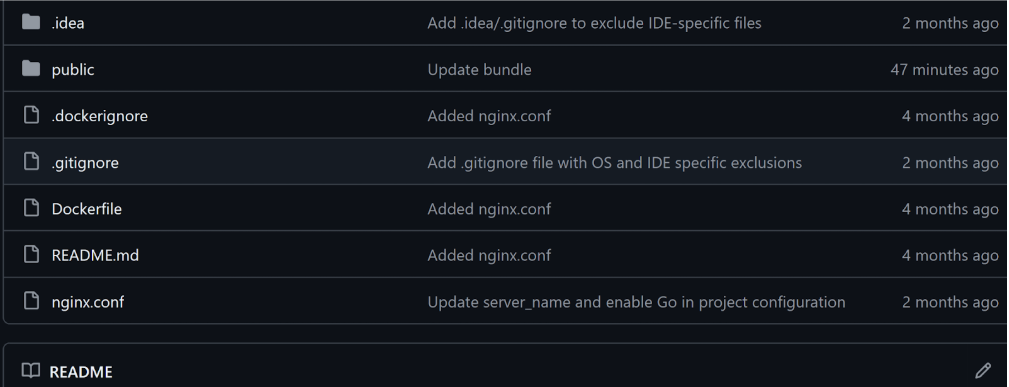 .idea Add .idea/.gitignore to exclude IDE-specific files 2 months ago
public Update bundle 47 minutes ago
.dockerignore Added nginx.conf 4 months ago
.gitignore Add .gitignore file with OS and IDE specific exclusions 2 months ago
Dockerfile Added nginx.conf 4 months ago
README.md Added nginx.conf 4 months ago
nginx.conf Update server_name and enable Go in project configuration 2 months ago
README